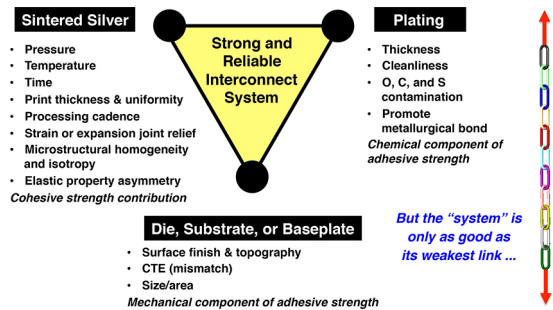 Sintered Silver
• Pressure
• Temperature
• Time
• Print thickness & uniformity
• Processing cadence
• Strain or expansion joint relief
• Microstructural homogeneity
and isotropy
• Elastic property asymmetry
Cohesive strength contribution
Strong and
Reliable
Interconnect
System
Plating
• Thickness
• Cleanliness
• O, C, and S
contamination
• Promote
metallurgical bond
Chemical component of
adhesive strength
Die, Substrate, or Baseplate
• Surface finish & topography
• CTE (mismatch)
• Size/area
Mechanical component of adhesive strength
But the “system” is
only as good as
its weakest link ...